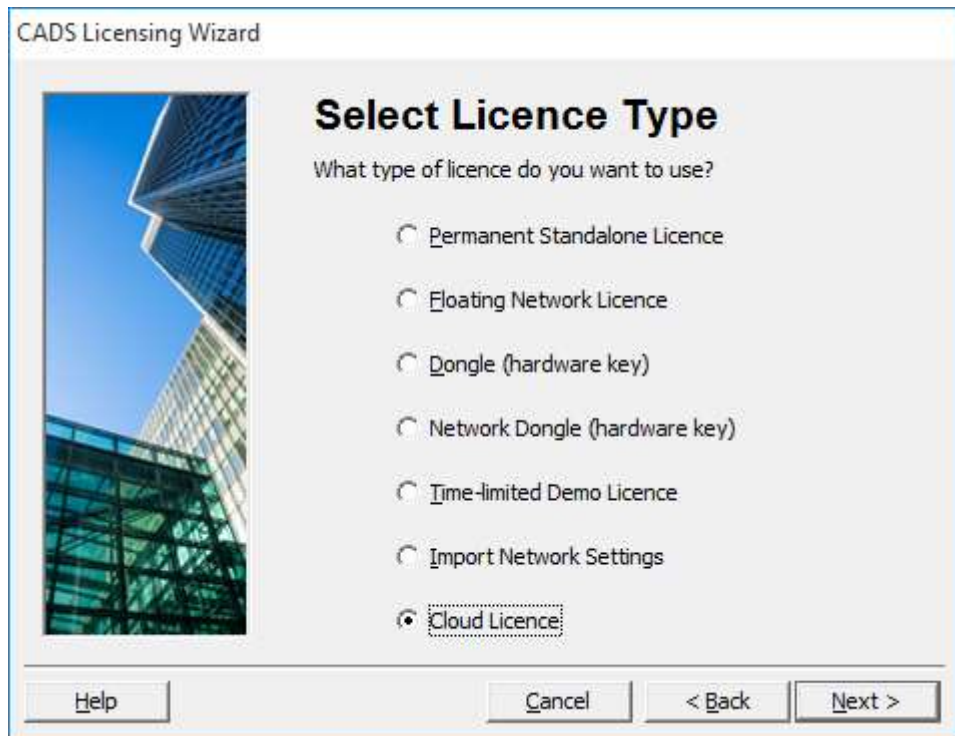 CADS Licensing Wizard
Select Licence Type
What type of licence do you want to use?
Permanent Standalone Licence
Floating Network Licence
Dongle (hardware key)
Network Dongle (hardware key)
Time-limited Demo Licence
Import Network Settings
Cloud Licence
Help
Cancel
< Back
Next >